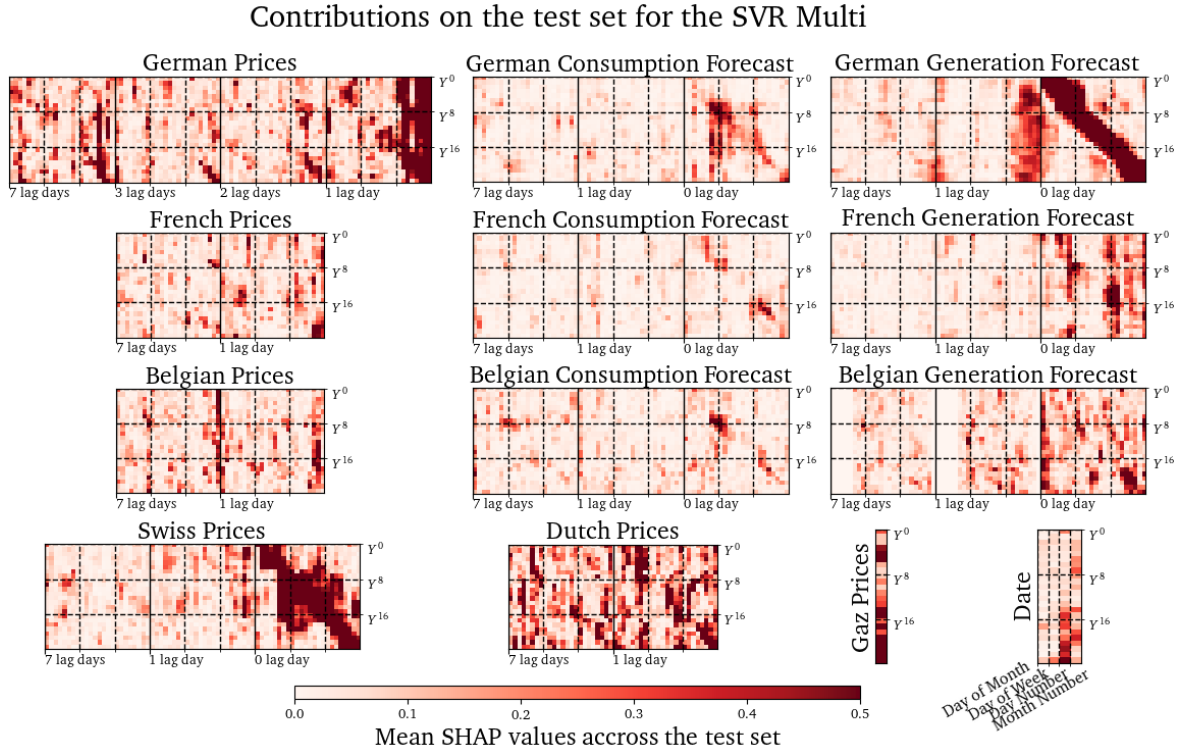 Contributions on the test set for the SVR Multi
German Prices
German Consumption Forecast
German Generation Forecast
Y0
Y8
Y16
Y0
Y8
Y16
Y0
Y8
Y16
7 lag days
3 lag days
2 lag days
1 lag day
7 lag days
1 lag day
0 lag day
7 lag days
1 lag day
0 lag day
French Prices
French Consumption Forecast
French Generation Forecast
Y0
Y8
Y16
Y0
Y8
Y16
Y0
Y8
Y16
7 lag days
1 lag day
7 lag days
1 lag day
0 lag day
7 lag days
1 lag day
0 lag day
Belgian Prices
Belgian Consumption Forecast
Belgian Generation Forecast
Y0
Y8
Y16
Y0
Y8
Y16
Y0
Y8
Y16
7 lag days
1 lag day
7 lag days
1 lag day
0 lag day
7 lag days
1 lag day
0 lag day
Swiss Prices
Dutch Prices
Y0
Y8
Y16
Y0
Y8
Y16
Gaz Prices
Y0
Y8
Y16
Date
Y0
Y8
Y16
7 lag days
1 lag day
0 lag day
7 lag days
1 lag day
Day of Month
Day of Week
Day Number
Month Number
0.0
0.1
0.2
0.3
0.4
0.5
Mean SHAP values accross the test set